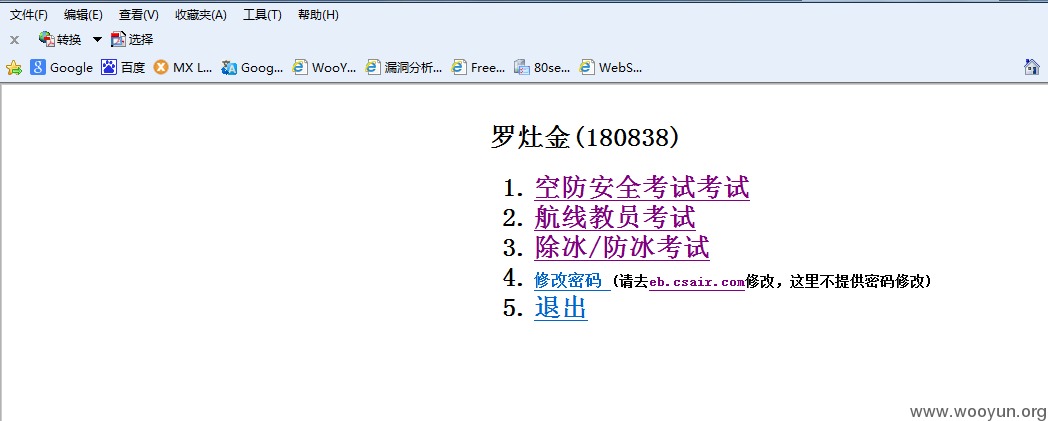 文件(F) 编辑(E) 查看(V) 收藏夹(A) 工具(T) 帮助(H)
x 转换 选择
Google 百度 MX L... Goog... WooY... 漏洞分析... Free... 80se... WebS...
罗灶金(180838)
1. 空防安全考试考试
2. 航线教员考试
3. 除冰/防冰考试
4. 修改密码 (请去eb.csair.com修改，这里不提供密码修改)
5. 退出
www.wooyun.org